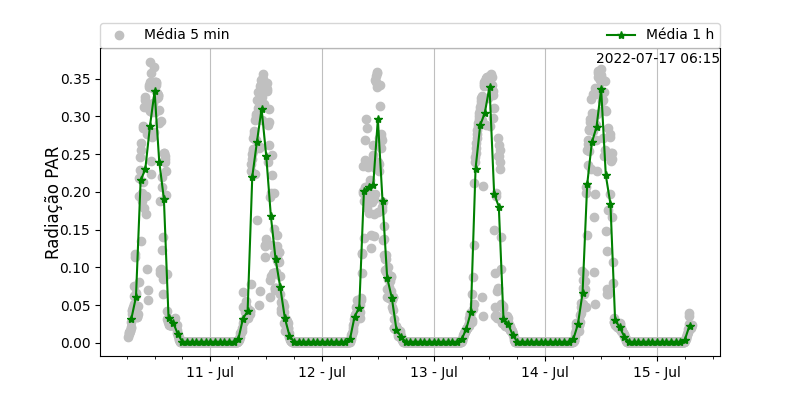 Média 5 min
Média 1 h
2022-07-17 06:15
Radiação PAR
0.35
0.30
0.25
0.20
0.15
0.10
0.05
0.00
11 - Jul
12 - Jul
13 - Jul
14 - Jul
15 - Jul